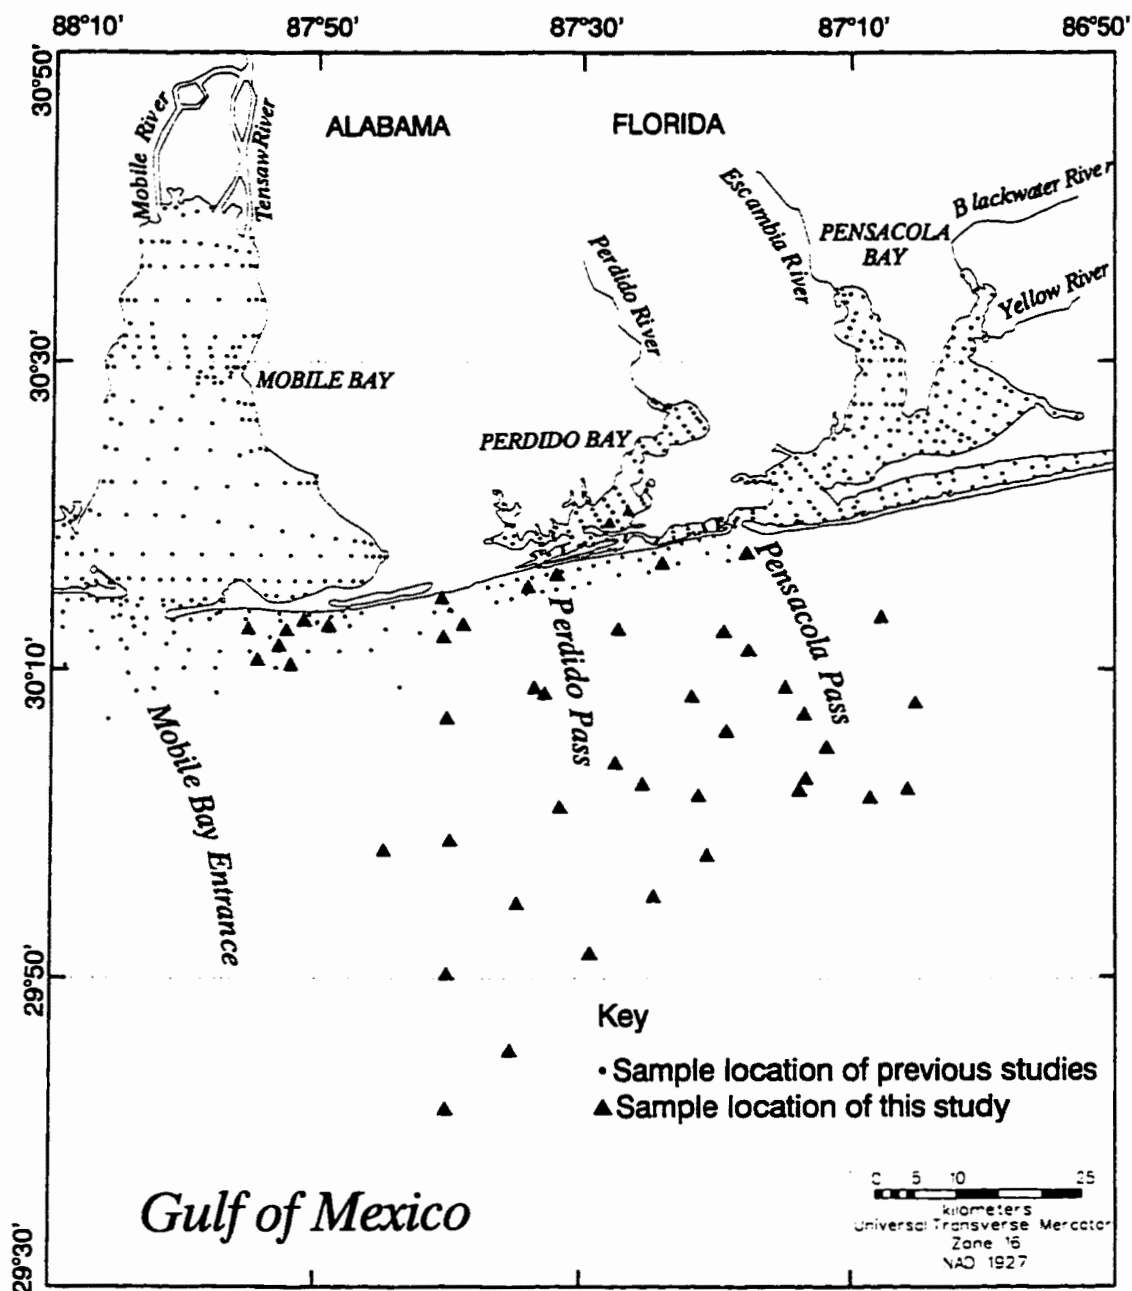 88°10' 87°50' 87°30' 87°10' 86°50'
30°50'
30°30'
30°10'
29°50'
29°30'
ALABAMA
FLORIDA
Mobile River
Tensaw River
Escambia River
Blackwater River
PENSACOLA
BAY
Yellow River
Perdido River
MOBILE BAY
PERDIDO BAY
Pensacola Pass
Perdido Pass
Mobile Bay Entrance
Key
Sample location of previous studies
Sample location of this study
Gulf of Mexico
0 5 10 25
kilometers
Universal Transverse Mercator
Zone 16
NAD 1927